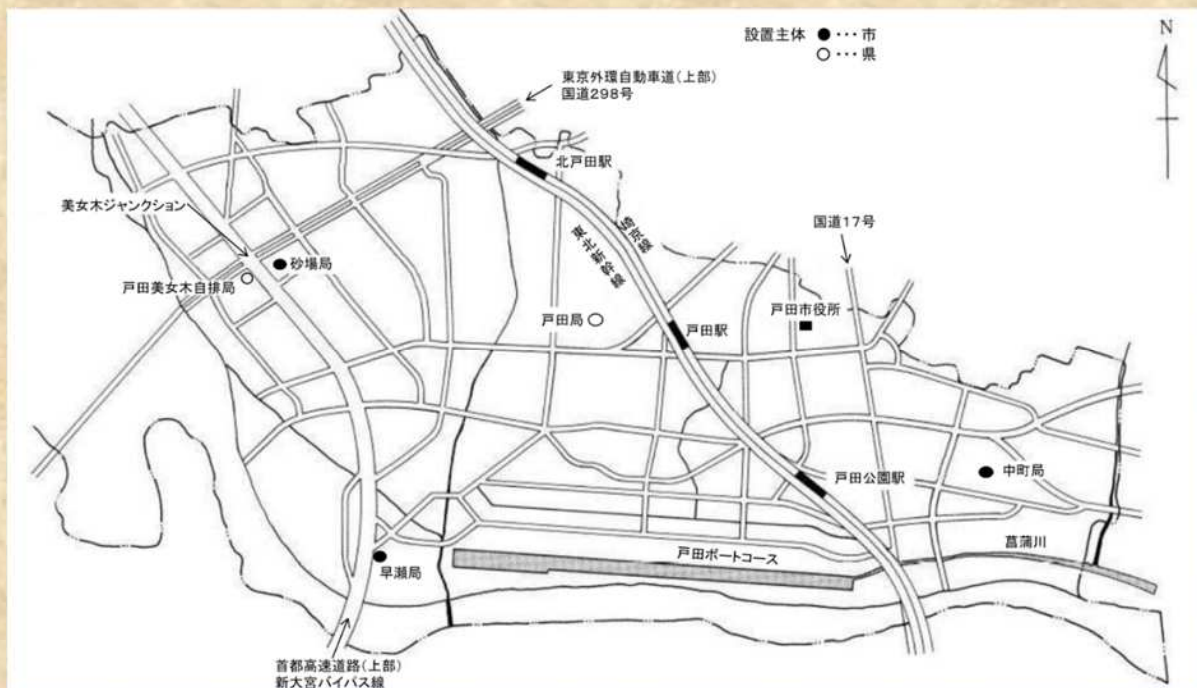 設置主体 ●・・・市
○・・・県
N
東京外環自動車道(上部)
国道298号
北戸田駅
美女木ジャンクション
国道17号
埼京線
東北新幹線
砂場局
戸田美女木自排局
戸田局
戸田市役所
戸田駅
戸田公園駅
中町局
戸田ボートコース
菖蒲川
早瀬局
首都高速道路(上部)
新大宮バイパス線